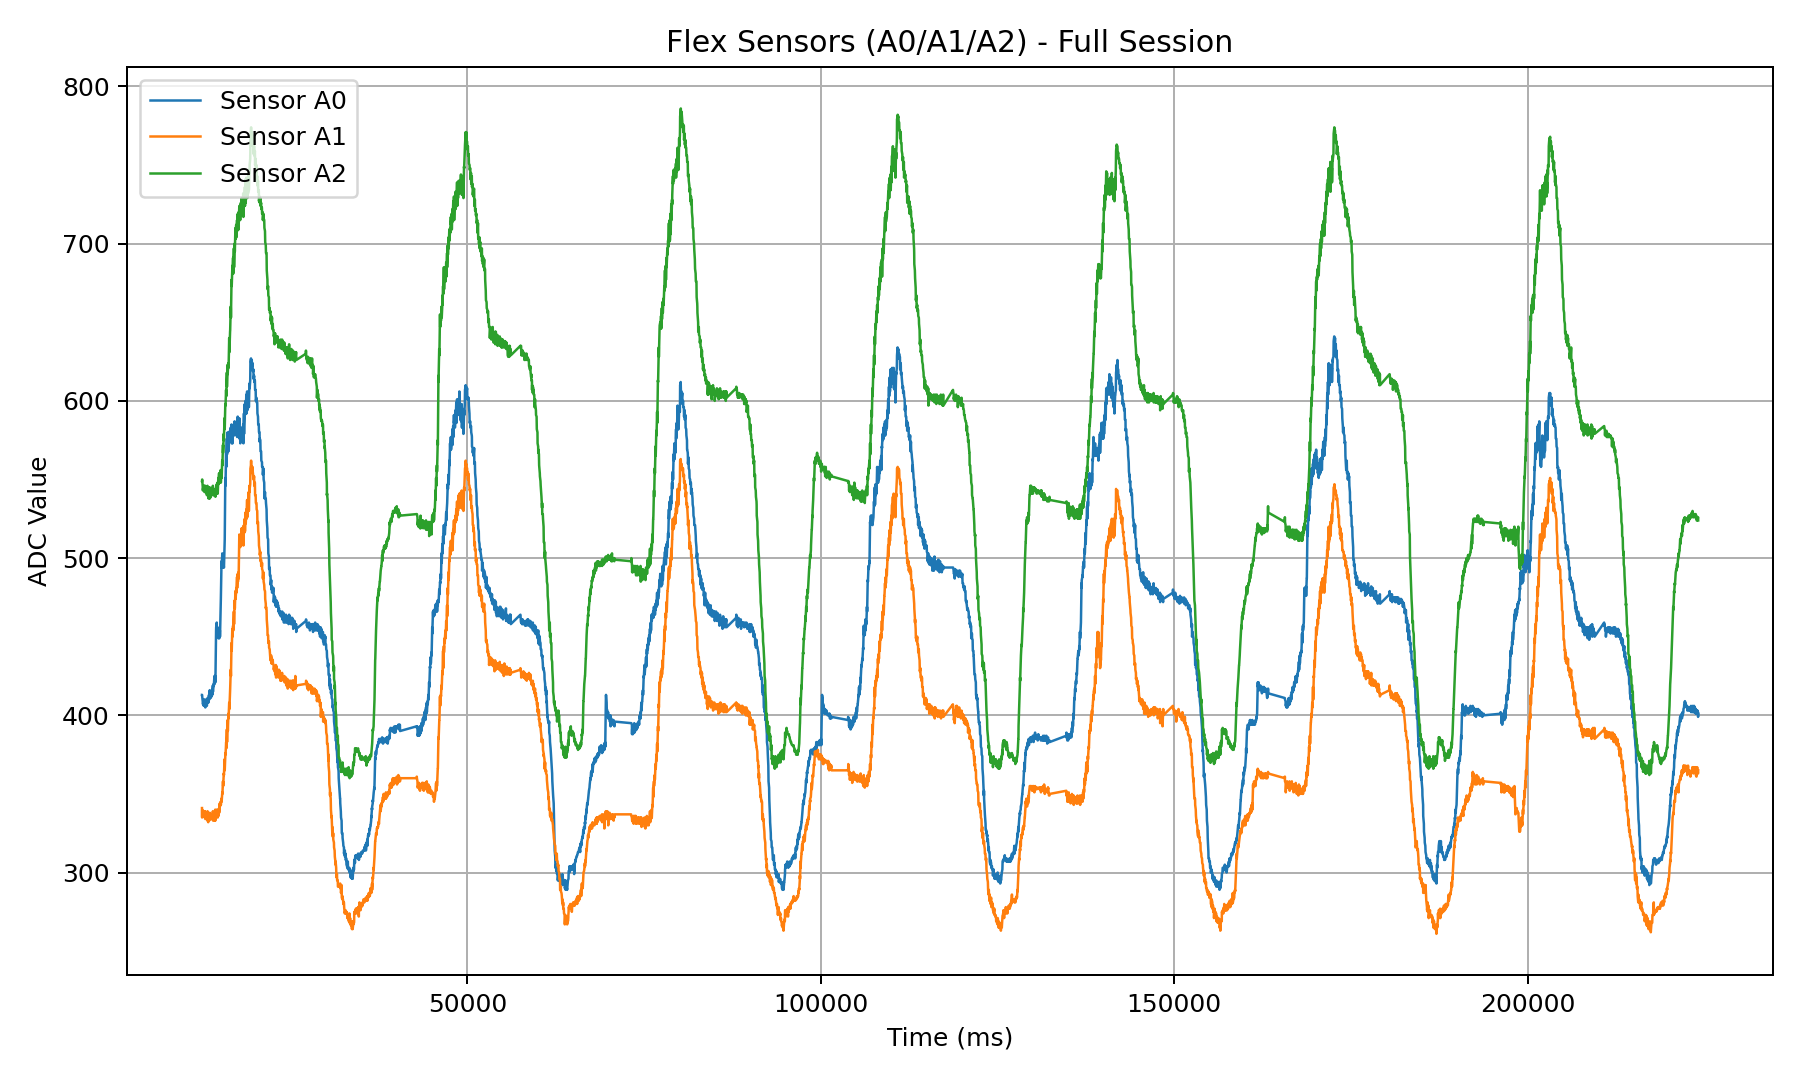 Flex Sensors (A0/A1/A2) - Full Session
Sensor A0
Sensor A1
Sensor A2
800
700
600
500
400
300
ADC Value
50000
100000
150000
200000
Time (ms)